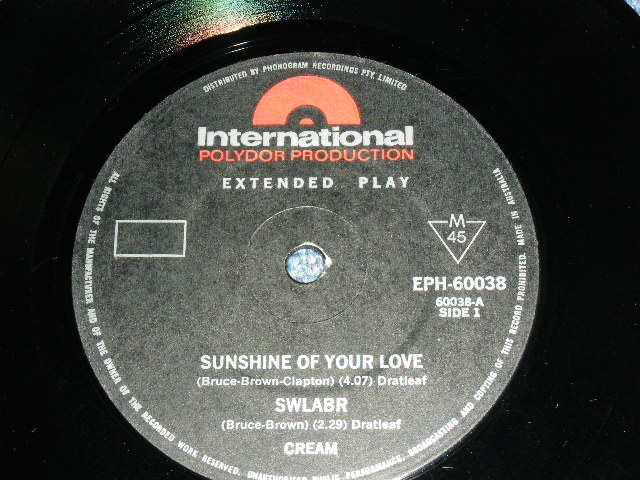 DISTRIBUTED BY PHONOGRAM RECORDINGS PTY. LIMITED
International
POLYDOR PRODUCTION
EXTENDED PLAY
M
45
EPH-60038
60038-A
SIDE 1
SUNSHINE OF YOUR LOVE
(Bruce-Brown-Clapton) (4.07) Dratleaf
SWLABR
(Bruce-Brown) (2.29) Dratleaf
CREAM
ALL RIGHTS OF THE MANUFACTURER AND OF THE OWNER OF THE RECORDED WORK RESERVED. UNAUTHORISED PUBLIC PERFORMANCE, BROADCASTING AND COPYING OF THIS RECORD PROHIBITED. MADE IN AUSTRALIA